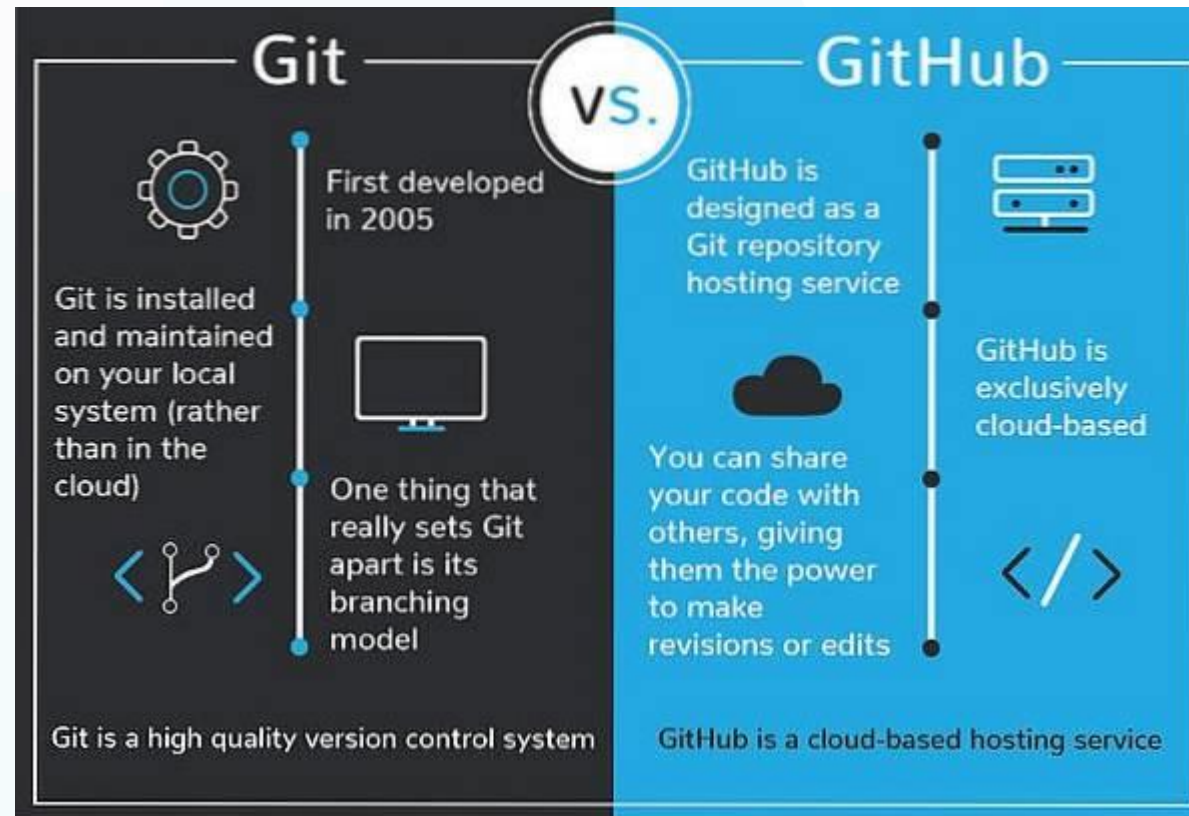 Git
VS.
GitHub
First developed
in 2005
Git is installed
and maintained
on your local
system (rather
than in the
cloud)
One thing that
really sets Git
apart is its
branching
model
Git is a high quality version control system
GitHub is
designed as a
Git repository
hosting service
GitHub is
exclusively
cloud-based
You can share
your code with
others, giving
them the power
to make
revisions or edits
GitHub is a cloud-based hosting service